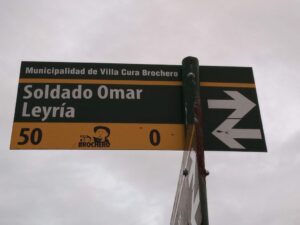 Municipalidad de Villa Cura Brochero
Soldado Omar
Leyría
50
BROCHERO
0